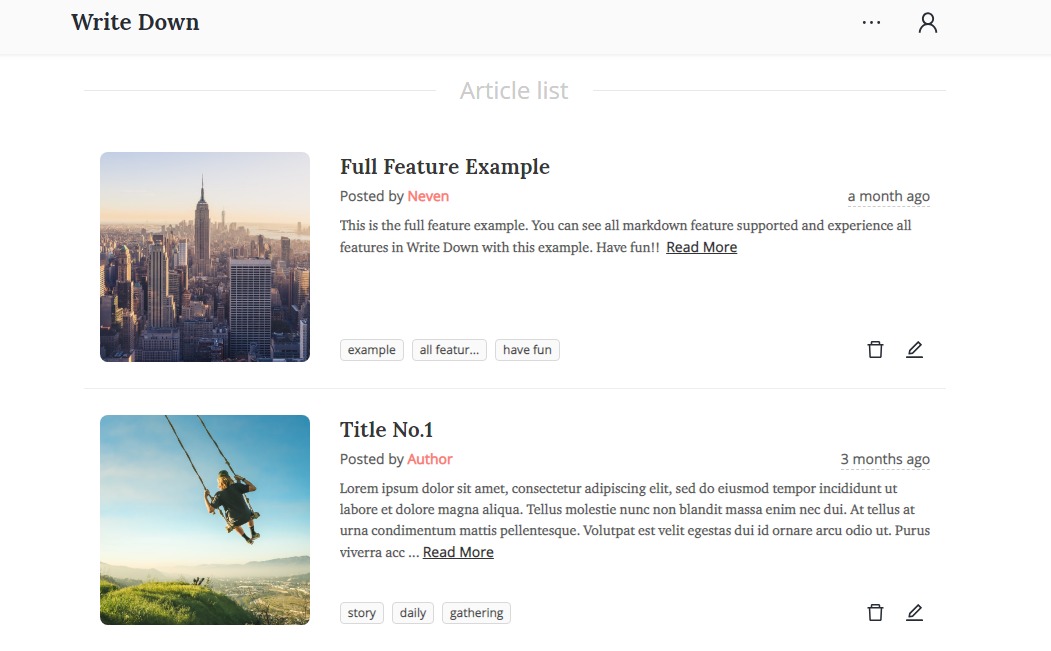 Write Down
Article list
Full Feature Example
Posted by Neven
a month ago
This is the full feature example. You can see all markdown feature supported and experience all
features in Write Down with this example. Have fun!! Read More
example
all featur...
have fun
Title No.1
Posted by Author
3 months ago
Lorem ipsum dolor sit amet, consectetur adipiscing elit, sed do eiusmod tempor incididunt ut
labore et dolore magna aliqua. Tellus molestie nunc non blandit massa enim nec dui. At tellus at
urna condimentum mattis pellentesque. Volutpat est velit egestas dui id ornare arcu odio ut. Purus
viverra acc ... Read More
story
daily
gathering